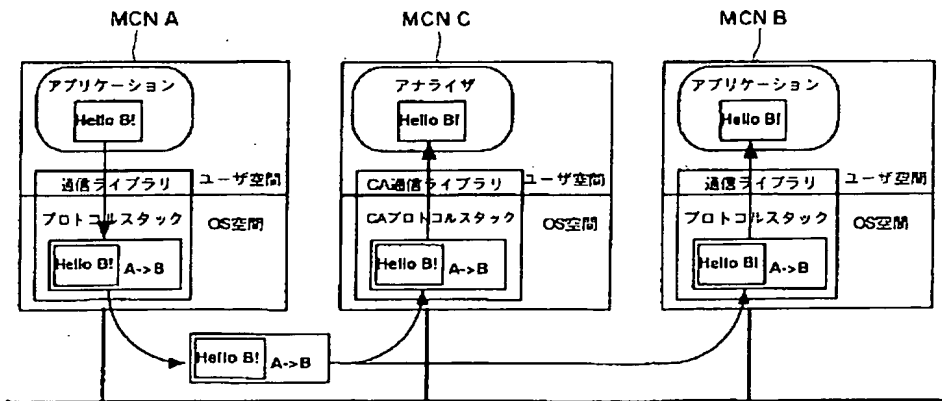 MCN A
MCN C
MCN B
アプリケーション
Hello B!
通信ライブラリ
ユーザ空間
プロトコルスタック
OS空間
Hello B!
A->B
アナライザ
Hello B!
CA通信ライブラリ
ユーザ空間
CAプロトコルスタック
OS空間
Hello B!
A->B
アプリケーション
Hello B!
通信ライブラリ
ユーザ空間
プロトコルスタック
OS空間
Hello B!
A->B
Hello B!
A->B